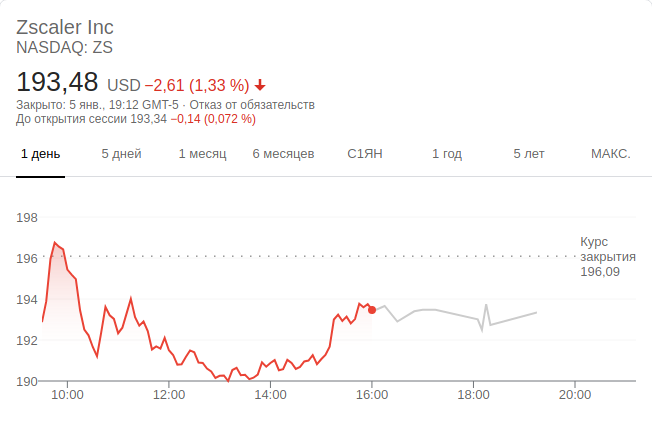 Zscaler Inc
NASDAQ: ZS
193,48 USD −2,61 (1,33 %)
Закрыто: 5 янв., 19:12 GMT-5 · Отказ от обязательств
До открытия сессии 193,34 −0,14 (0,072 %)
1 день 5 дней 1 месяц 6 месяцев С1ЯН 1 год 5 лет МАКС.
198
Курс
196 закрытия
196,09
194
192
190
10:00 12:00 14:00 16:00 18:00 20:00